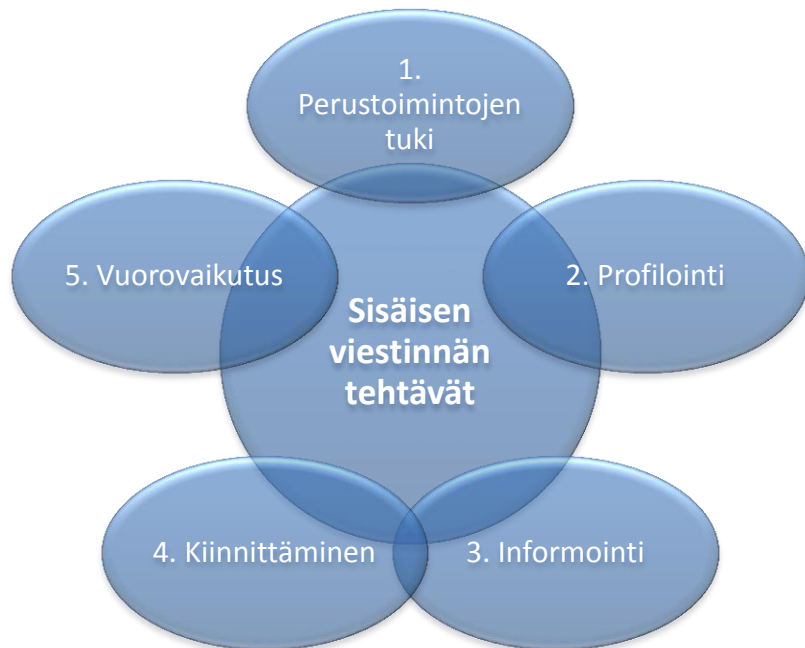 1.
Perustoimintojen
tuki
2. Profilointi
3. Informointi
4. Kiinnittäminen
5. Vuorovaikutus
Sisäisen
viestinnän
tehtävät